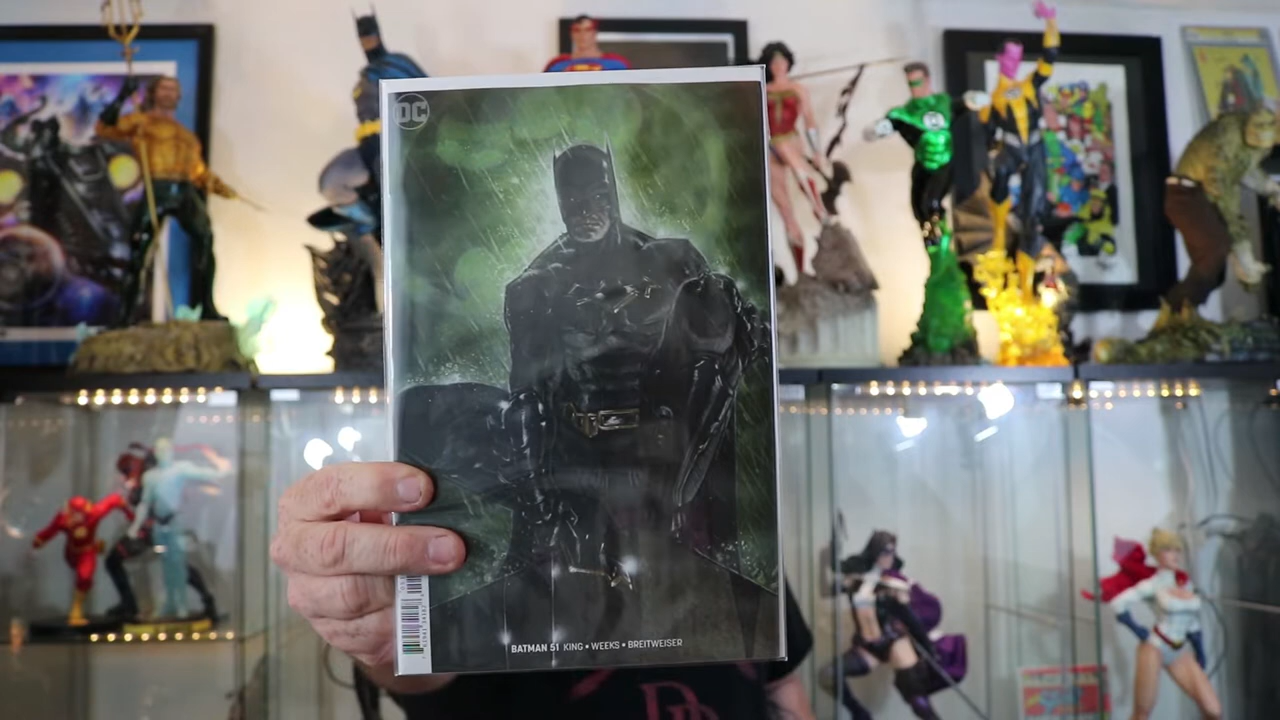 DC
BATMAN 51 KING • WEEKS • BREITWEISER